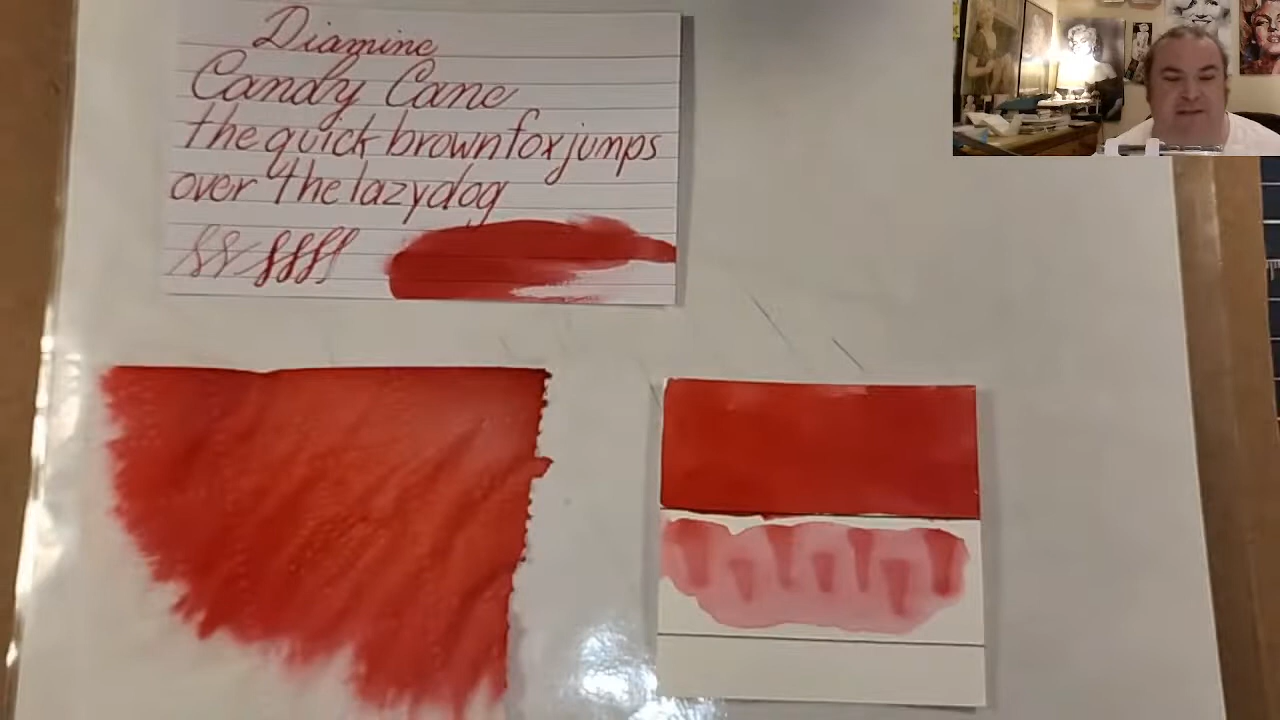 Diamine
Candy Cane
the quick brown fox jumps
over the lazy dog